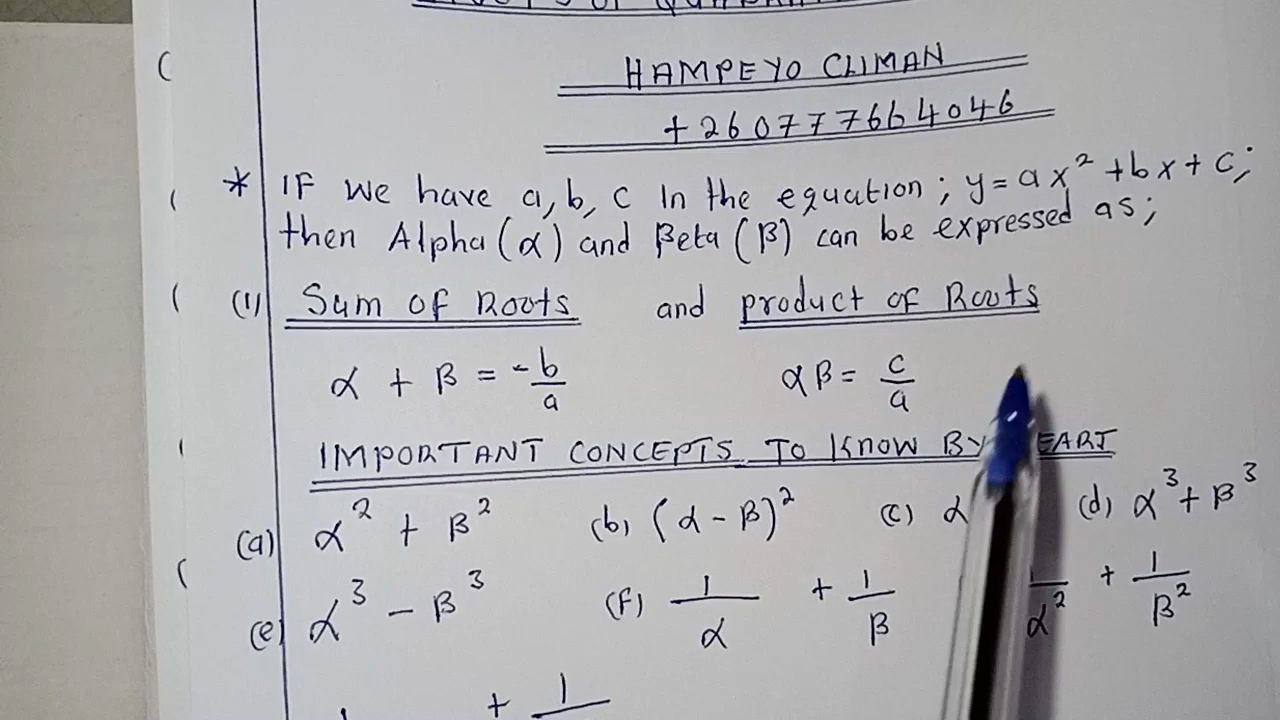 HAMPEYO CLIMAN
+260777664046
* IF we have a, b, c In the equation; y = ax² + bx + c;
then Alpha (α) and Beta (β) can be expressed as;
(1) Sum of Roots and product of Roots
α + β = -b/a αβ = c/a
IMPORTANT CONCEPTS TO KNOW BY
(a) α² + β² (b) (α - β)² (c) α (d) α³ + β³
(e) α³ - β³ (F) 1/α + 1/β 1/α² + 1/β²
1 + 1